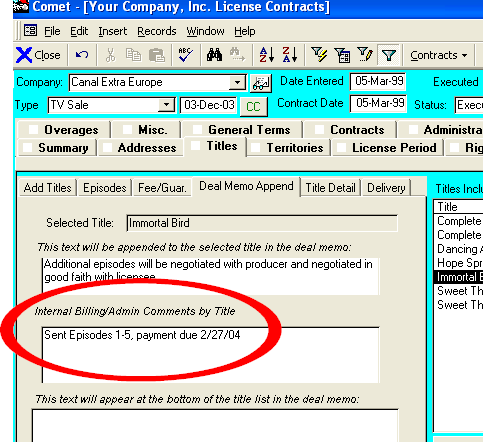 Comet - [Your Company, Inc. License Contracts]
File Edit Insert Records Window Help
Close Contracts
Company: Canal Extra Europe Date Entered 05-Mar-99 Executed
Type TV Sale 03-Dec-03 CC Contract Date 05-Mar-99 Status: Exec
Overages Misc. General Terms Contracts Administra
Summary Addresses Titles Territories License Period Rig
Add Titles Episodes Fee/Guar. Deal Memo Append Title Detail Delivery
Titles Inclu
Title
Complete
Complete
Dancing A
Hope Spr
Immortal B
Sweet Th
Sweet Th
Selected Title: Immortal Bird
This text will be appended to the selected title in the deal memo:
Additional episodes will be negotiated with producer and negotiated in
good faith with licensee.
Internal Billing/Admin Comments by Title
Sent Episodes 1-5, payment due 2/27/04
This text will appear at the bottom of the title list in the deal memo: